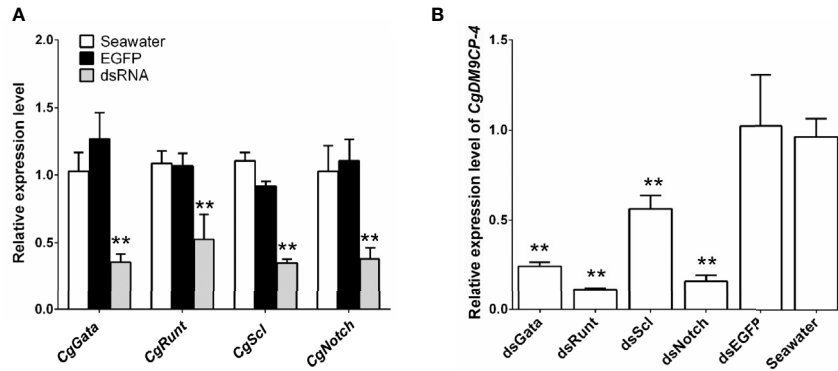 A
Relative expression level
2.0
1.5
1.0
0.5
0.0
Seawater
EGFP
dsRNA
**
**
**
**
CgGata
CgRunt
CgScl
CgNotch
B
Relative expression level of CgDM9CP-4
1.5
1.0
0.5
0.0
**
**
**
**
dsGata
dsRunt
dsScl
dsNotch
dsEGFP
Seawater